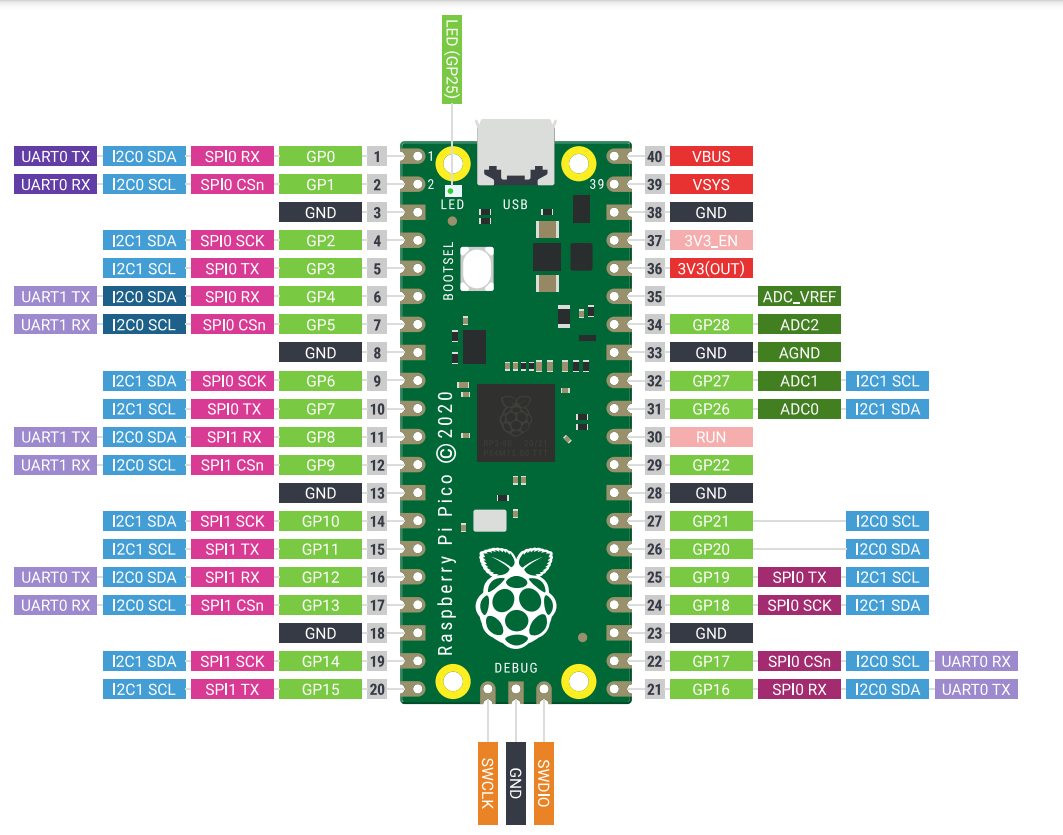 LED (GP25)
UART0 TX I2C0 SDA SPI0 RX GP0 1 1 40 VBUS
UART0 RX I2C0 SCL SPI0 CSn GP1 2 2 39 39 VSYS
LED USB
GND 3 38 GND
I2C1 SDA SPI0 SCK GP2 4 37 3V3_EN
I2C1 SCL SPI0 TX GP3 5 36 3V3(OUT)
BOOTSEL
UART1 TX I2C0 SDA SPI0 RX GP4 6 35 ADC_VREF
UART1 RX I2C0 SCL SPI0 CSn GP5 7 34 GP28 ADC2
GND 8 33 GND AGND
I2C1 SDA SPI0 SCK GP6 9 32 GP27 ADC1 I2C1 SCL
I2C1 SCL SPI0 TX GP7 10 31 GP26 ADC0 I2C1 SDA
UART1 TX I2C0 SDA SPI1 RX GP8 11 30 RUN
UART1 RX I2C0 SCL SPI1 CSn GP9 12 29 GP22
GND 13 28 GND
I2C1 SDA SPI1 SCK GP10 14 27 GP21 I2C0 SCL
I2C1 SCL SPI1 TX GP11 15 26 GP20 I2C0 SDA
UART0 TX I2C0 SDA SPI1 RX GP12 16 25 GP19 SPI0 TX I2C1 SCL
UART0 RX I2C0 SCL SPI1 CSn GP13 17 24 GP18 SPI0 SCK I2C1 SDA
GND 18 23 GND
Raspberry Pi Pico ©2020
I2C1 SDA SPI1 SCK GP14 19 22 GP17 SPI0 CSn I2C0 SCL UART0 RX
DEBUG
I2C1 SCL SPI1 TX GP15 20 21 GP16 SPI0 RX I2C0 SDA UART0 TX
SWCLK
GND
SWDIO